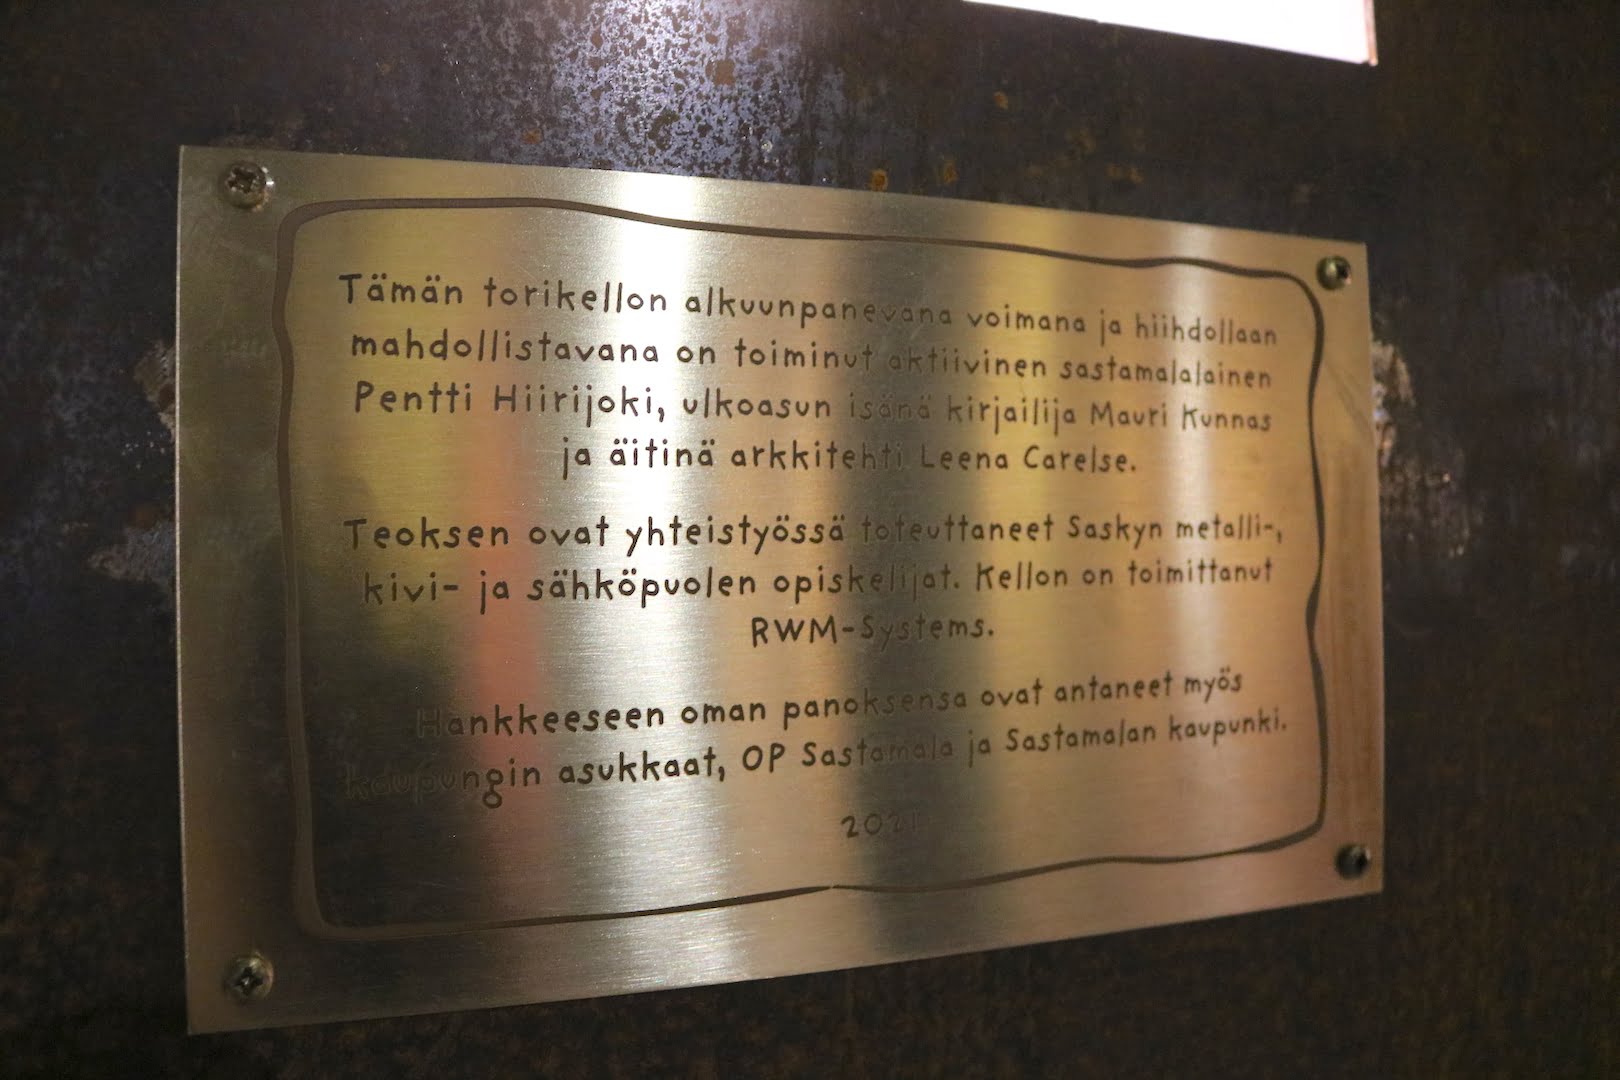 Tämän torikellon alkuunpanevana voimana ja hiihdollaan
mahdollistavana on toiminut aktiivinen sastamalalainen
Pentti Hiirijoki, ulkoasun isänä kirjailija Mauri Kunnas
ja äitinä arkkitehti Leena Carelse.
Teoksen ovat yhteistyössä toteuttaneet Saskyn metalli-,
kivi- ja sähköpuolen opiskelijat. Kellon on toimittanut
RWM-Systems.
Hankkeeseen oman panoksensa ovat antaneet myös
kaupungin asukkaat, OP Sastamala ja Sastamalan kaupunki.
2021